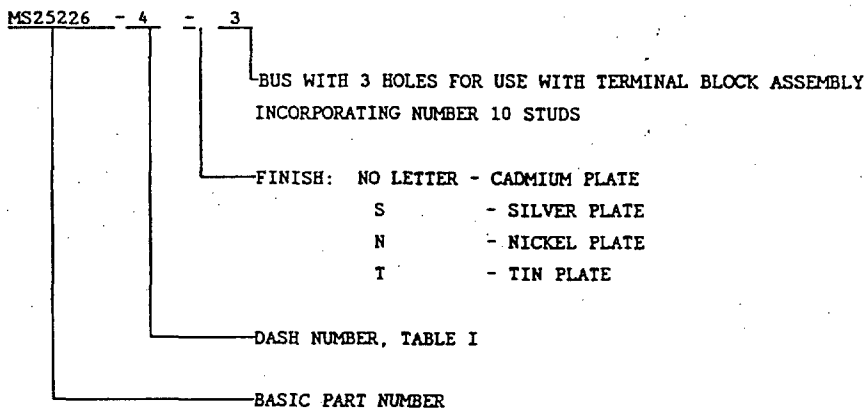 MS25226 - 4 - 3
BUS WITH 3 HOLES FOR USE WITH TERMINAL BLOCK ASSEMBLY
INCORPORATING NUMBER 10 STUDS
FINISH: NO LETTER - CADMIUM PLATE
S - SILVER PLATE
N - NICKEL PLATE
T - TIN PLATE
DASH NUMBER, TABLE I
BASIC PART NUMBER